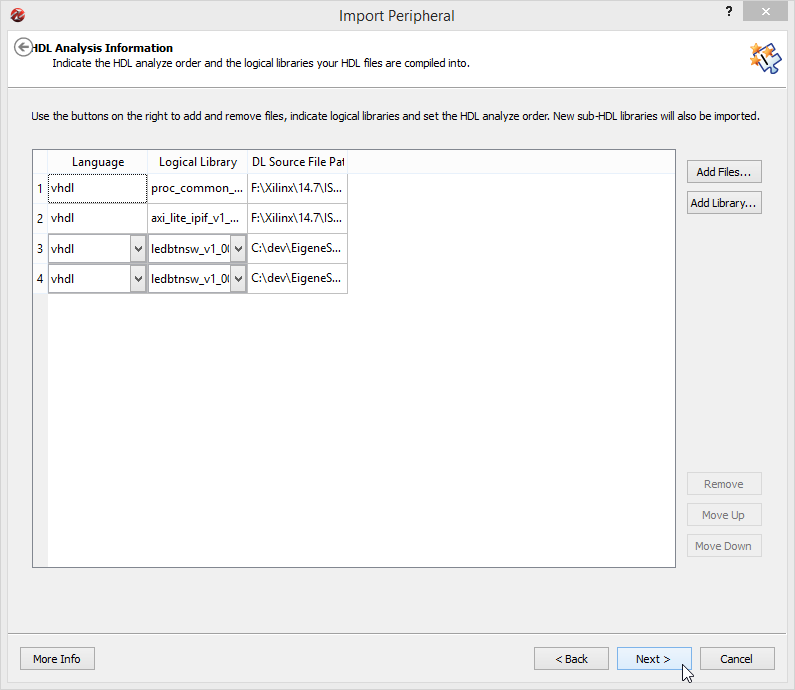 Import Peripheral
?
HDL Analysis Information
Indicate the HDL analyze order and the logical libraries your HDL files are compiled into.
Use the buttons on the right to add and remove files, indicate logical libraries and set the HDL analyze order. New sub-HDL libraries will also be imported.
Language Logical Library DL Source File Pat
1 vhdl proc_common_... F:\Xilinx\14.7\IS...
2 vhdl axi_lite_ipif_v1_... F:\Xilinx\14.7\IS...
3 vhdl ledbtnsw_v1_00 C:\dev\EigeneS...
4 vhdl ledbtnsw_v1_00 C:\dev\EigeneS...
Add Files...
Add Library...
Remove
Move Up
Move Down
More Info
< Back
Next >
Cancel